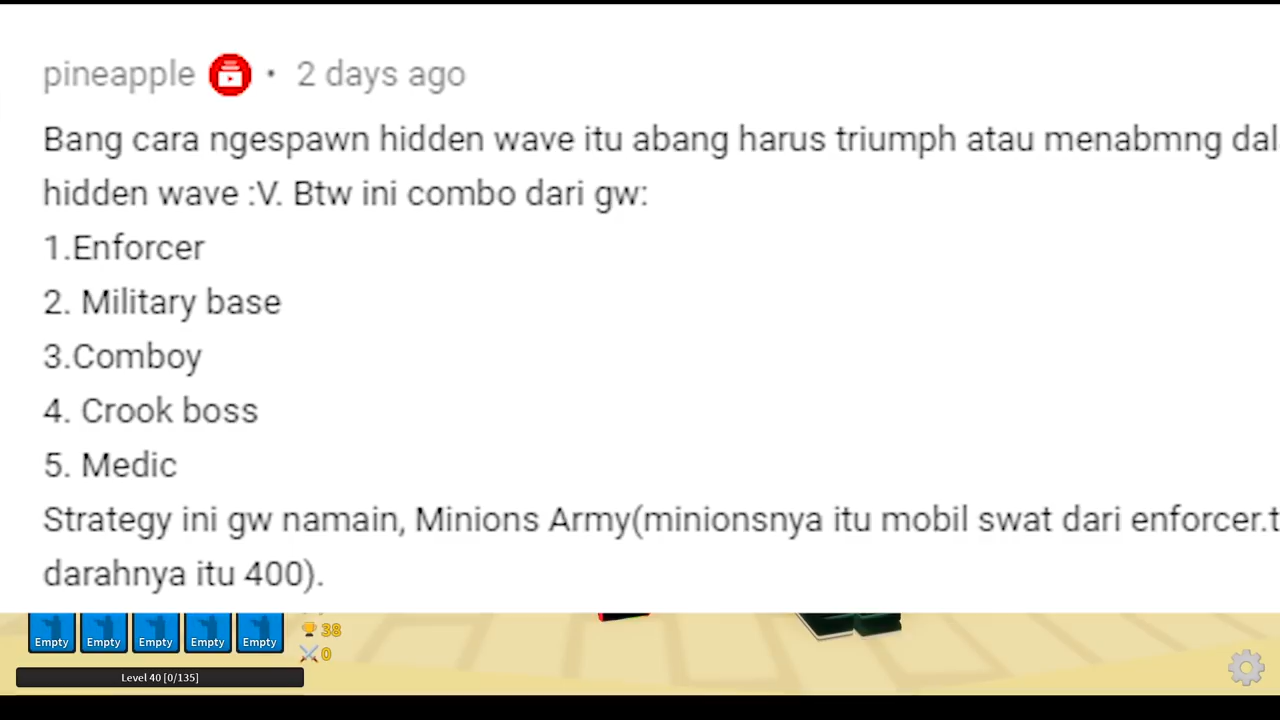 pineapple • 2 days ago
Bang cara ngespawn hidden wave itu abang harus triumph atau menabmng
hidden wave :V. Btw ini combo dari gw:
1.Enforcer
2. Military base
3.Comboy
4. Crook boss
5. Medic
Strategy ini gw namain, Minions Army(minionsnya itu mobil swat dari enforcer.
darahnya itu 400).
38
Empty Empty Empty Empty Empty
0
Level 40 [0/135]